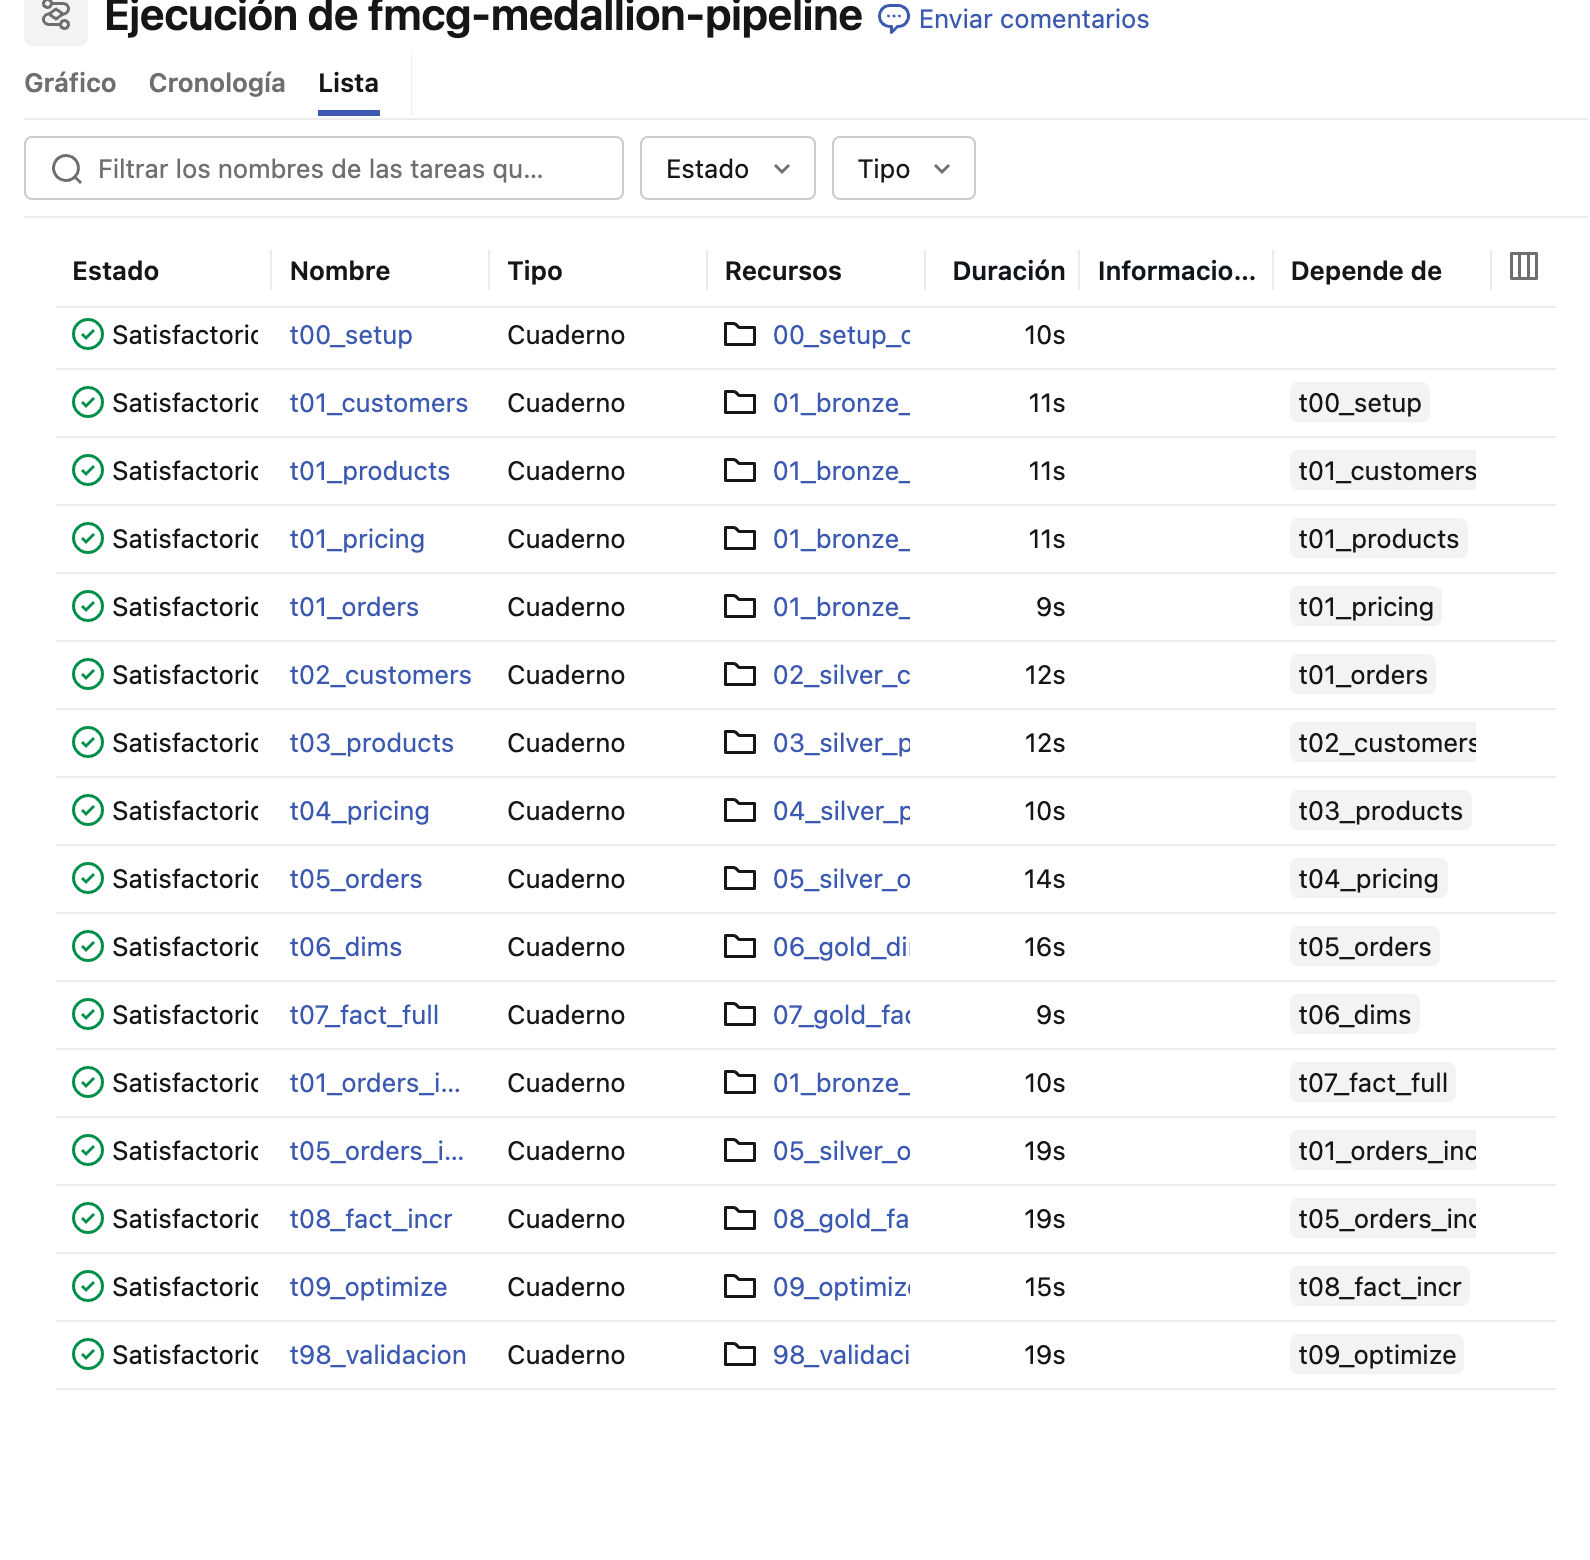 Ejecución de fmcg-medallion-pipeline Enviar comentarios
Gráfico Cronología Lista
Filtrar los nombres de las tareas qu... Estado Tipo
Estado Nombre Tipo Recursos Duración Informacio... Depende de
Satisfactoric t00_setup Cuaderno 00_setup_c 10s
Satisfactoric t01_customers Cuaderno 01_bronze_ 11s t00_setup
Satisfactoric t01_products Cuaderno 01_bronze_ 11s t01_customers
Satisfactoric t01_pricing Cuaderno 01_bronze_ 11s t01_products
Satisfactoric t01_orders Cuaderno 01_bronze_ 9s t01_pricing
Satisfactoric t02_customers Cuaderno 02_silver_c 12s t01_orders
Satisfactoric t03_products Cuaderno 03_silver_p 12s t02_customers
Satisfactoric t04_pricing Cuaderno 04_silver_p 10s t03_products
Satisfactoric t05_orders Cuaderno 05_silver_o 14s t04_pricing
Satisfactoric t06_dims Cuaderno 06_gold_di 16s t05_orders
Satisfactoric t07_fact_full Cuaderno 07_gold_fac 9s t06_dims
Satisfactoric t01_orders_i... Cuaderno 01_bronze_ 10s t07_fact_full
Satisfactoric t05_orders_i... Cuaderno 05_silver_o 19s t01_orders_inc
Satisfactoric t08_fact_incr Cuaderno 08_gold_fa 19s t05_orders_inc
Satisfactoric t09_optimize Cuaderno 09_optimize 15s t08_fact_incr
Satisfactoric t98_validacion Cuaderno 98_validaci 19s t09_optimize